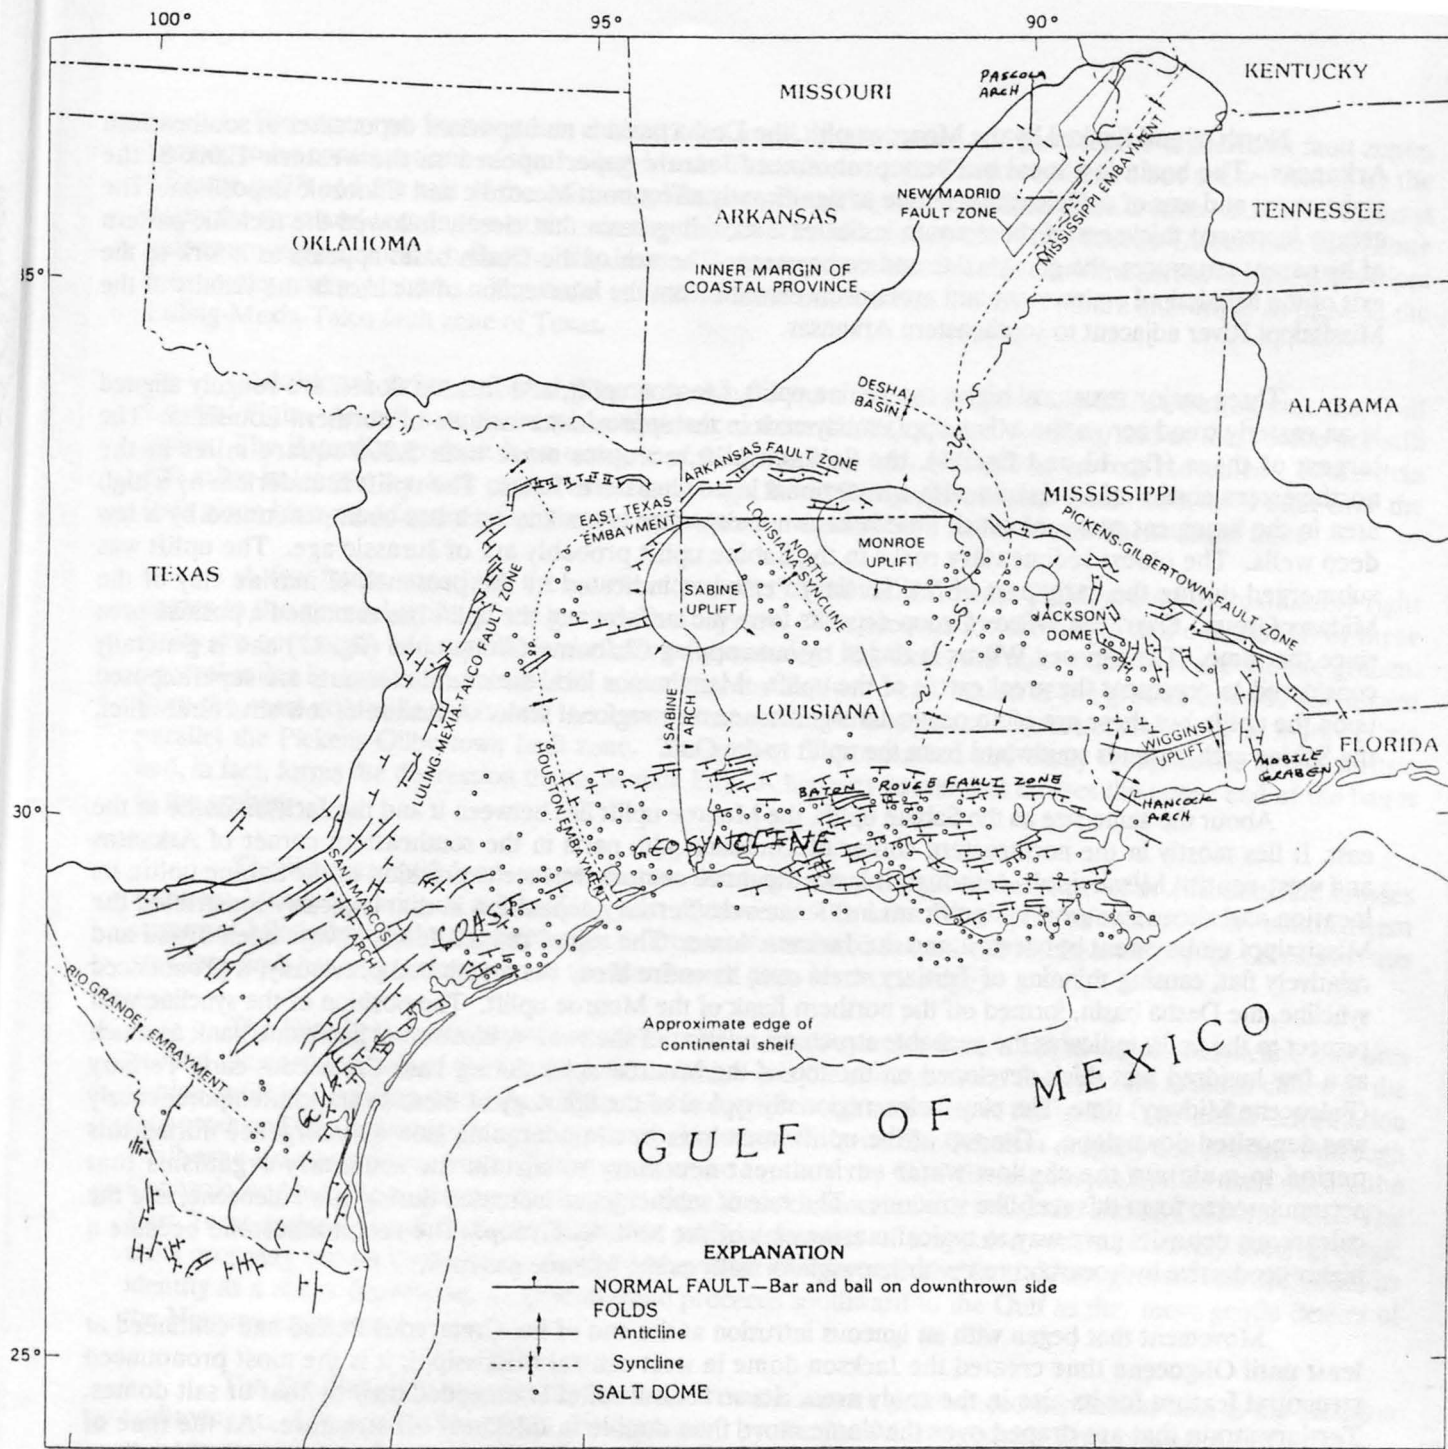 100°
95°
90°
PASCOLA
ARCH
KENTUCKY
MISSOURI
NEW MADRID
FAULT ZONE
MISSISSIPPI EMBAYMENT
TENNESSEE
ARKANSAS
OKLAHOMA
INNER MARGIN OF
COASTAL PROVINCE
35°
DESHA
BASIN
ALABAMA
ARKANSAS FAULT ZONE
MISSISSIPPI
PICKENS-GILBERTOWN FAULT ZONE
EAST TEXAS
EMBAYMENT
NORTH
LOUISIANA SYNCLINE
MONROE
UPLIFT
TEXAS
SABINE
UPLIFT
JACKSON
DOME
LULING-MEXIA, TALCO FAULT ZONE
SABINE
ARCH
LOUISIANA
WIGGINS
UPLIFT
FLORIDA
MOBILE
GRABEN
HOUSTON EMBAYMENT
BATON ROUGE FAULT ZONE
HANCOCK
ARCH
30°
GULF COAST GEOSYNCLINE
SAN MARCOS
ARCH
RIO GRANDE EMBAYMENT
Approximate edge of
continental shelf
GULF OF MEXICO
EXPLANATION
NORMAL FAULT—Bar and ball on downthrown side
FOLDS
Anticline
Syncline
SALT DOME
25°